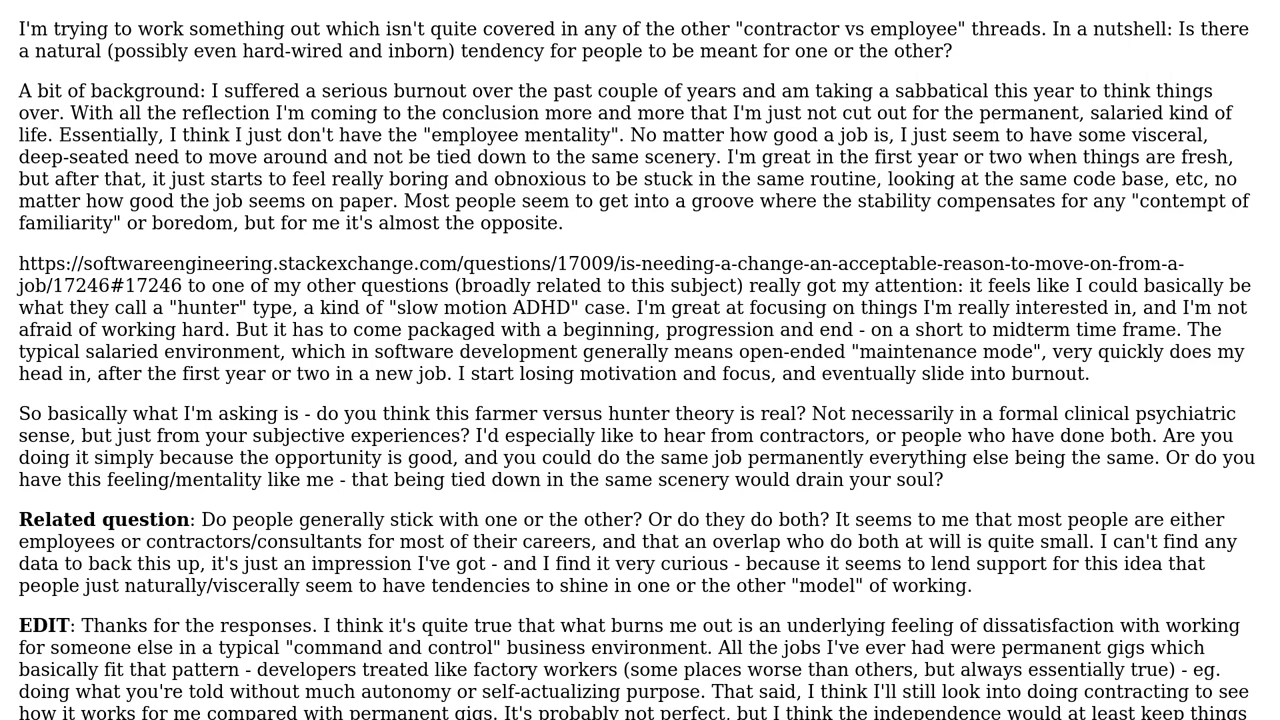 I'm trying to work something out which isn't quite covered in any of the other "contractor vs employee" threads. In a nutshell: Is there
a natural (possibly even hard-wired and inborn) tendency for people to be meant for one or the other?
A bit of background: I suffered a serious burnout over the past couple of years and am taking a sabbatical this year to think things
over. With all the reflection I'm coming to the conclusion more and more that I'm just not cut out for the permanent, salaried kind of
life. Essentially, I think I just don't have the "employee mentality". No matter how good a job is, I just seem to have some visceral,
deep-seated need to move around and not be tied down to the same scenery. I'm great in the first year or two when things are fresh,
but after that, it just starts to feel really boring and obnoxious to be stuck in the same routine, looking at the same code base, etc, no
matter how good the job seems on paper. Most people seem to get into a groove where the stability compensates for any "contempt of
familiarity" or boredom, but for me it's almost the opposite.
https://softwareengineering.stackexchange.com/questions/17009/is-needing-a-change-an-acceptable-reason-to-move-on-from-a-
job/17246#17246 to one of my other questions (broadly related to this subject) really got my attention: it feels like I could basically be
what they call a "hunter" type, a kind of "slow motion ADHD" case. I'm great at focusing on things I'm really interested in, and I'm not
afraid of working hard. But it has to come packaged with a beginning, progression and end - on a short to midterm time frame. The
typical salaried environment, which in software development generally means open-ended "maintenance mode", very quickly does my
head in, after the first year or two in a new job. I start losing motivation and focus, and eventually slide into burnout.
So basically what I'm asking is - do you think this farmer versus hunter theory is real? Not necessarily in a formal clinical psychiatric
sense, but just from your subjective experiences? I'd especially like to hear from contractors, or people who have done both. Are you
doing it simply because the opportunity is good, and you could do the same job permanently everything else being the same. Or do you
have this feeling/mentality like me - that being tied down in the same scenery would drain your soul?
Related question: Do people generally stick with one or the other? Or do they do both? It seems to me that most people are either
employees or contractors/consultants for most of their careers, and that an overlap who do both at will is quite small. I can't find any
data to back this up, it's just an impression I've got - and I find it very curious - because it seems to lend support for this idea that
people just naturally/viscerally seem to have tendencies to shine in one or the other "model" of working.
EDIT: Thanks for the responses. I think it's quite true that what burns me out is an underlying feeling of dissatisfaction with working
for someone else in a typical "command and control" business environment. All the jobs I've ever had were permanent gigs which
basically fit that pattern - developers treated like factory workers (some places worse than others, but always essentially true) - eg.
doing what you're told without much autonomy or self-actualizing purpose. That said, I think I'll still look into doing contracting to see
how it works for me compared with permanent gigs. It's probably not perfect, but I think the independence would at least keep things